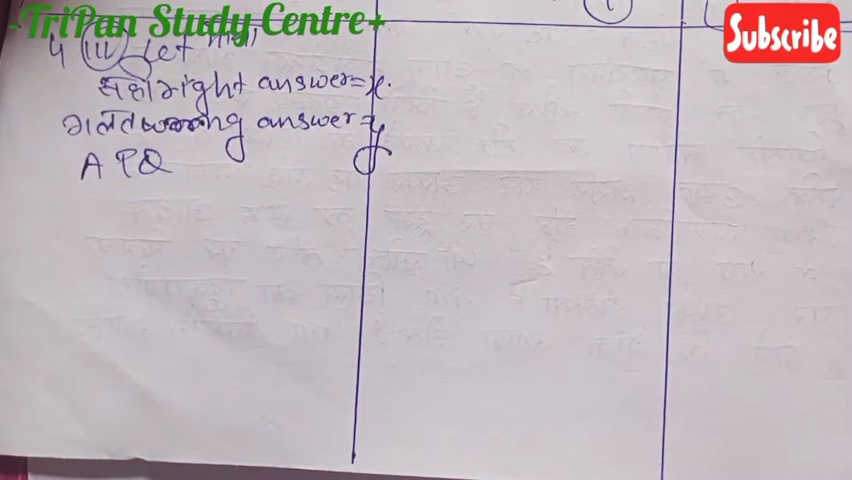 -TriPan Study Centre+
Subscribe
4 (iii) Let माना
सही right answer = x.
गलत wrong answer = y
A T Q